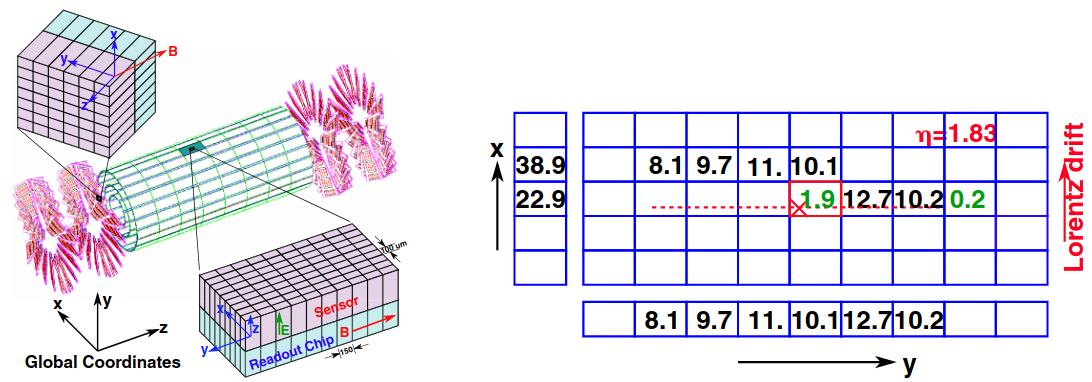 x
y
B
z
100 um
x
y
z
Global Coordinates
Sensor
x
z
E
B
y
Readout Chip
150
η=1.83
x
38.9 8.1 9.7 11. 10.1
22.9 1.9 12.7 10.2 0.2
Lorentz drift
8.1 9.7 11. 10.1 12.7 10.2
y